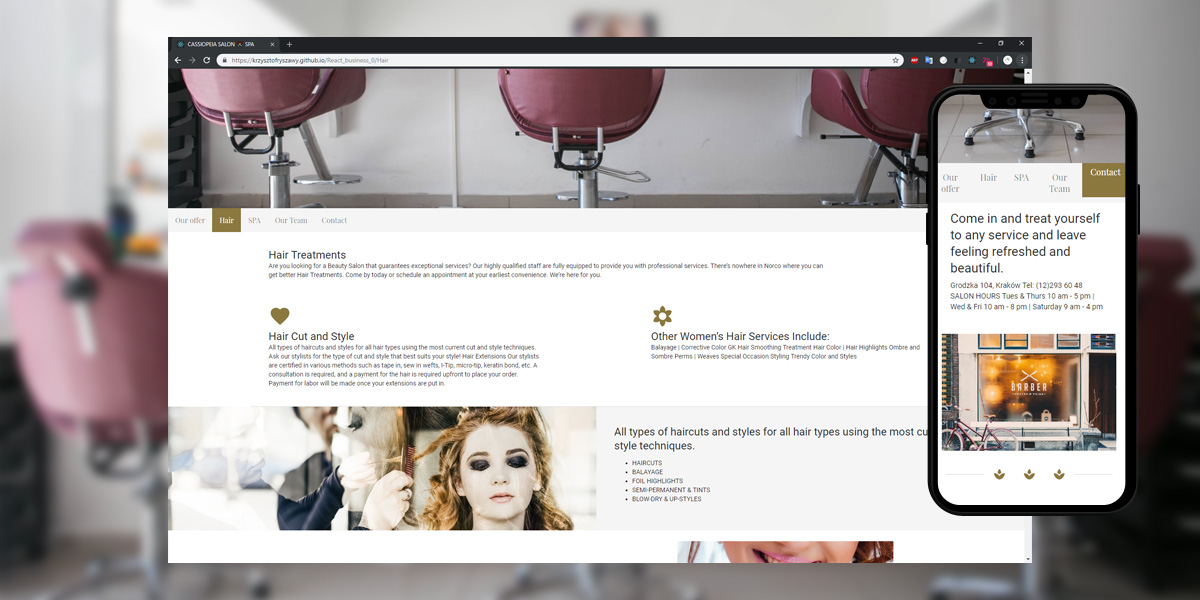 CASSIOPEIA SALON & SPA
https://krzysztofryszawy.github.io/React_business_0/Hair
Our offer Hair SPA Our Team Contact
Hair Treatments
Are you looking for a Beauty Salon that guarantees exceptional services? Our highly qualified staff are fully equipped to provide you with professional services. There's nowhere in Norco where you can
get better Hair Treatments. Come by today or schedule an appointment at your earliest convenience. We're here for you.
Hair Cut and Style
All types of haircuts and styles for all hair types using the most current cut and style techniques.
Ask our stylists for the type of cut and style that best suits your style! Hair Extensions Our stylists
are certified in various methods such as tape in, sew in wefts, I-Tip, micro-tip, keratin bond, etc. A
consultation is required, and a payment for the hair is required upfront to place your order.
Payment for labor will be made once your extensions are put in.
Other Women's Hair Services Include:
Balayage | Corrective Color GK Hair Smoothing Treatment Hair Color | Hair Highlights Ombre and
Sombre Perms | Weaves Special Occasion Styling Trendy Color and Styles
All types of haircuts and styles for all hair types using the most cu
style techniques.
HAIRCUTS
BALAYAGE
FOIL HIGHLIGHTS
SEMI-PERMANENT & TINTS
BLOW-DRY & UP-STYLES
Our
offer
Hair
SPA
Our
Team
Contact
Come in and treat yourself
to any service and leave
feeling refreshed and
beautiful.
Grodzka 104, Kraków Tel: (12)293 60 48
SALON HOURS Tues & Thurs 10 am - 5 pm |
Wed & Fri 10 am - 8 pm | Saturday 9 am - 4 pm
BARBER